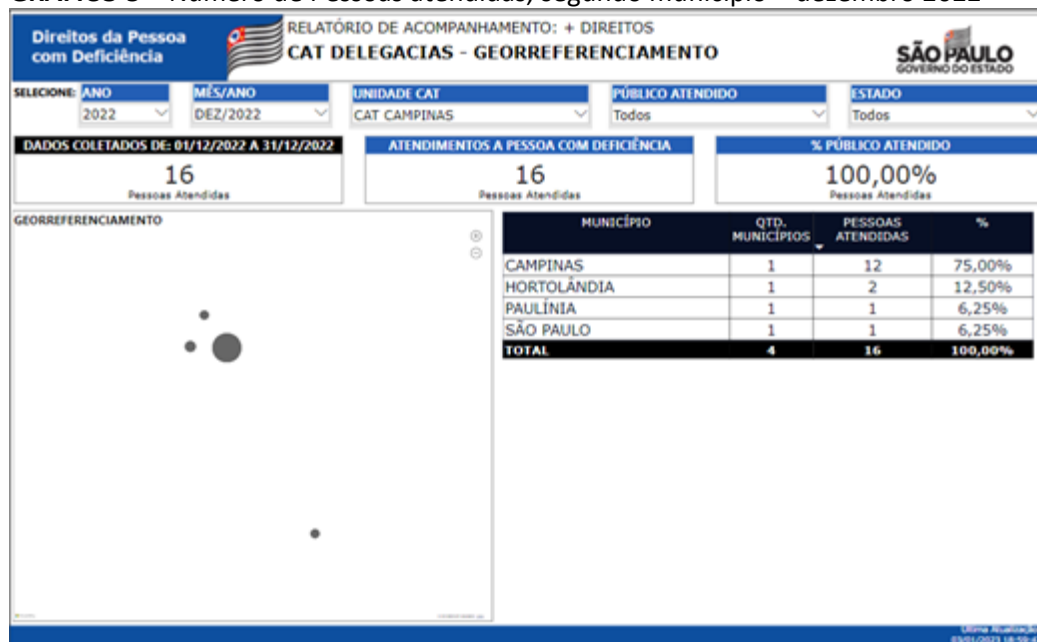 Número de Pessoas atendidas, segundo município – dezembro 2022
Direitos da Pessoa
com Deficiência
RELATÓRIO DE ACOMPANHAMENTO: + DIREITOS
CAT DELEGACIAS - GEORREFERENCIAMENTO
SÃO PAULO
GOVERNO DO ESTADO
SELECIONE: ANO MÊS/ANO UNIDADE CAT PÚBLICO ATENDIDO ESTADO
2022 DEZ/2022 CAT CAMPINAS Todos Todos
DADOS COLETADOS DE: 01/12/2022 A 31/12/2022 ATENDIMENTOS A PESSOA COM DEFICIÊNCIA % PÚBLICO ATENDIDO
16 16 100,00%
Pessoas Atendidas Pessoas Atendidas Pessoas Atendidas
GEORREFERENCIAMENTO
MUNICÍPIO QTD. MUNICÍPIOS PESSOAS ATENDIDAS %
CAMPINAS 1 12 75,00%
HORTOLÂNDIA 1 2 12,50%
PAULÍNIA 1 1 6,25%
SÃO PAULO 1 1 6,25%
TOTAL 4 16 100,00%
Última Atualização